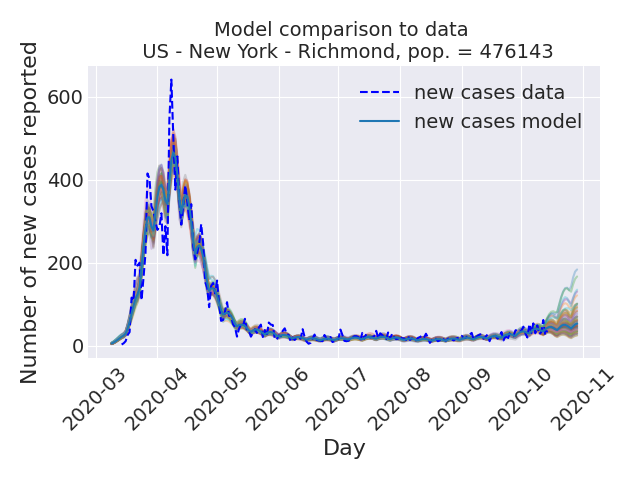 Model comparison to data
US - New York - Richmond, pop. = 476143
Number of new cases reported
600
400
200
0
new cases data
new cases model
2020-03
2020-04
2020-05
2020-06
2020-07
2020-08
2020-09
2020-10
2020-11
Day